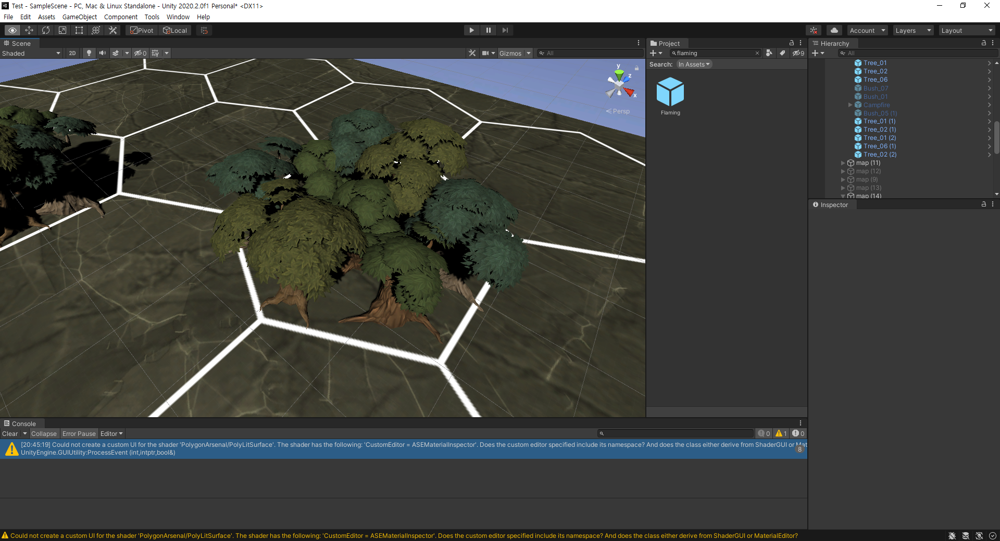 Test - SampleScene - PC, Mac & Linux Standalone - Unity 2020.2.0f1 Personal* <DX11>
File Edit Assets GameObject Component Tools Window Help
Pivot Local Account Layers Layout
Scene
Shaded 2D 0 Gizmos All
y
z
x
Persp
Project
flaming 9
Search: In Assets
Flaming
Hierarchy
All
Tree_01
Tree_02
Tree_06
Bush_07
Bush_01
Campfire
Bush_05 (1)
Tree_01 (1)
Tree_02 (1)
Tree_01 (2)
Tree_06 (1)
Tree_02 (2)
map (11)
map (12)
map (9)
map (13)
map (14)
Inspector
Console
Clear Collapse Error Pause Editor 0 1 0
[20:45:19] Could not create a custom UI for the shader 'PolygonArsenal/PolyLitSurface'. The shader has the following: 'CustomEditor = ASEMaterialInspector'. Does the custom editor specified include its namespace? And does the class either derive from ShaderGUI or Mat
UnityEngine.GUIUtility:ProcessEvent (int,intptr,bool&)
8
Could not create a custom UI for the shader 'PolygonArsenal/PolyLitSurface'. The shader has the following: 'CustomEditor = ASEMaterialInspector'. Does the custom editor specified include its namespace? And does the class either derive from ShaderGUI or MaterialEditor?